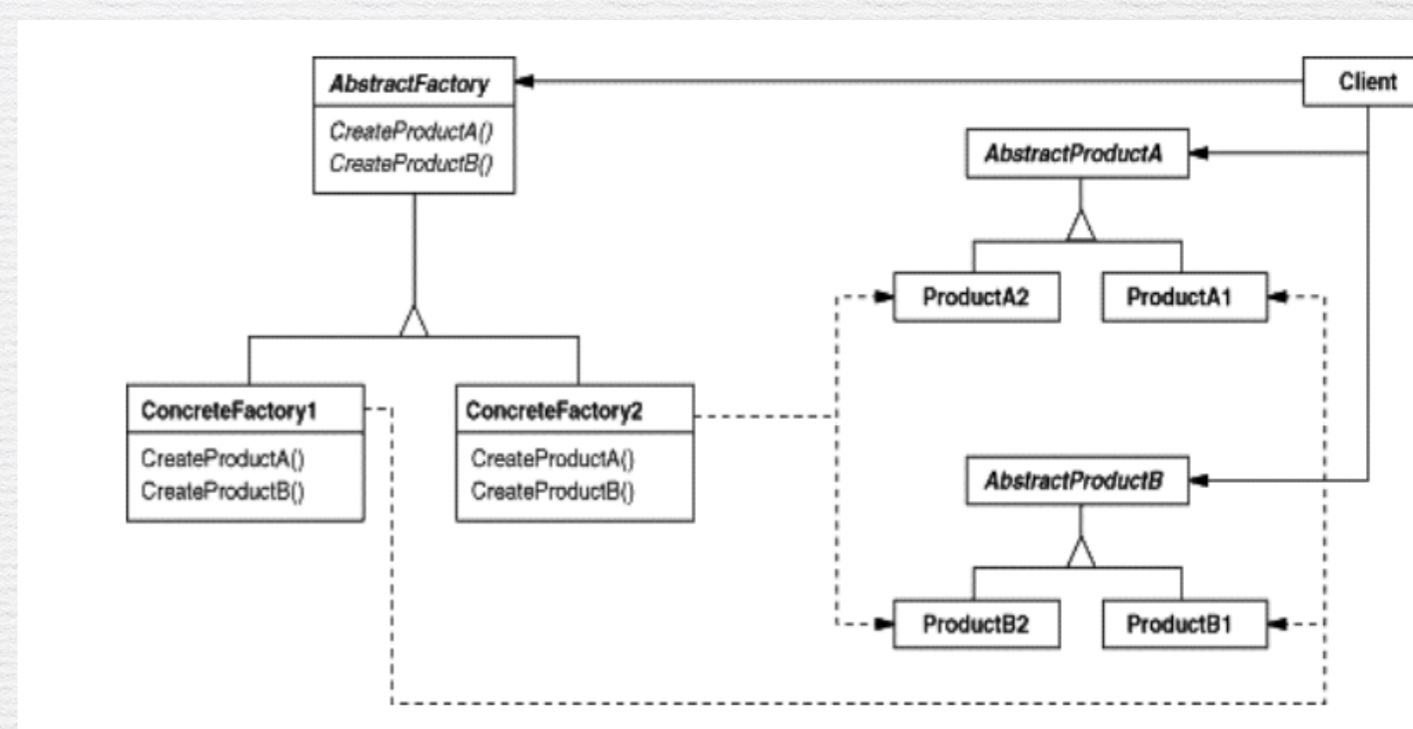 AbstractFactory
CreateProductA()
CreateProductB()
Client
AbstractProductA
ProductA2
ProductA1
ConcreteFactory1
CreateProductA()
CreateProductB()
ConcreteFactory2
CreateProductA()
CreateProductB()
AbstractProductB
ProductB2
ProductB1